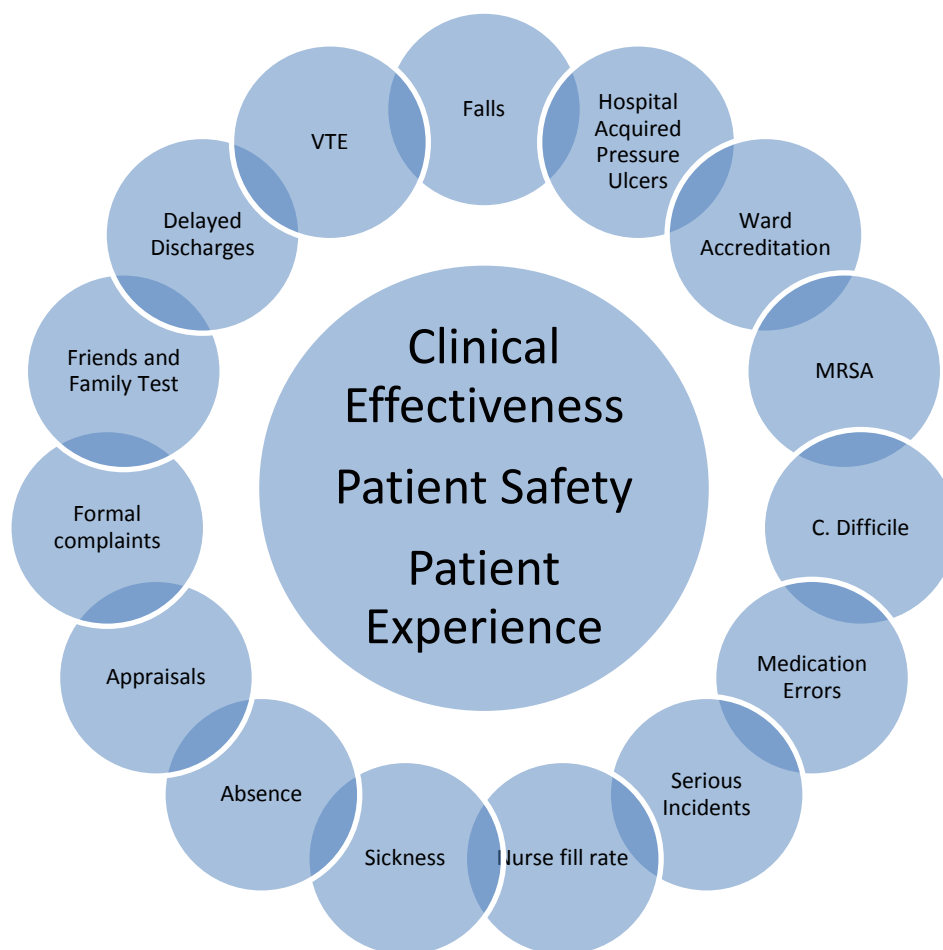 Falls
Hospital
Acquired
Pressure
Ulcers
Ward
Accreditation
MRSA
C. Difficile
Medication
Errors
Serious
Incidents
Nurse fill rate
Sickness
Absence
Appraisals
Formal
complaints
Friends and
Family Test
Delayed
Discharges
VTE
Clinical
Effectiveness
Patient Safety
Patient
Experience